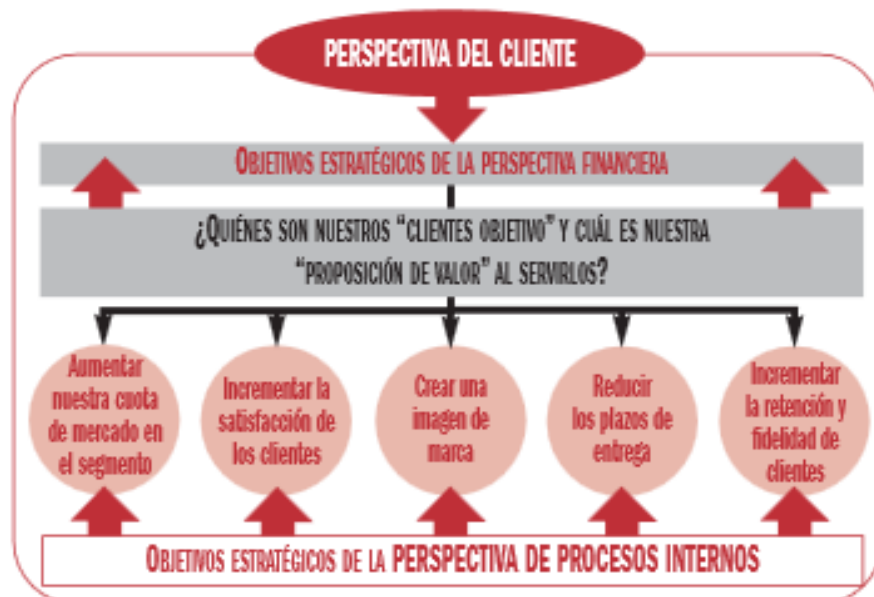 PERSPECTIVA DEL CLIENTE
OBJETIVOS ESTRATÉGICOS DE LA PERSPECTIVA FINANCIERA
¿QUIÉNES SON NUESTROS “CLIENTES OBJETIVO” Y CUÁL ES NUESTRA
“PROPOSICIÓN DE VALOR” AL SERVIRLOS?
Aumentar
nuestra cuota
de mercado en
el segmento
Incrementar la
satisfacción de
los clientes
Crear una
imagen de
marca
Reducir
los plazos de
entrega
Incrementar
la retención y
fidelidad de
clientes
OBJETIVOS ESTRATÉGICOS DE LA PERSPECTIVA DE PROCESOS INTERNOS